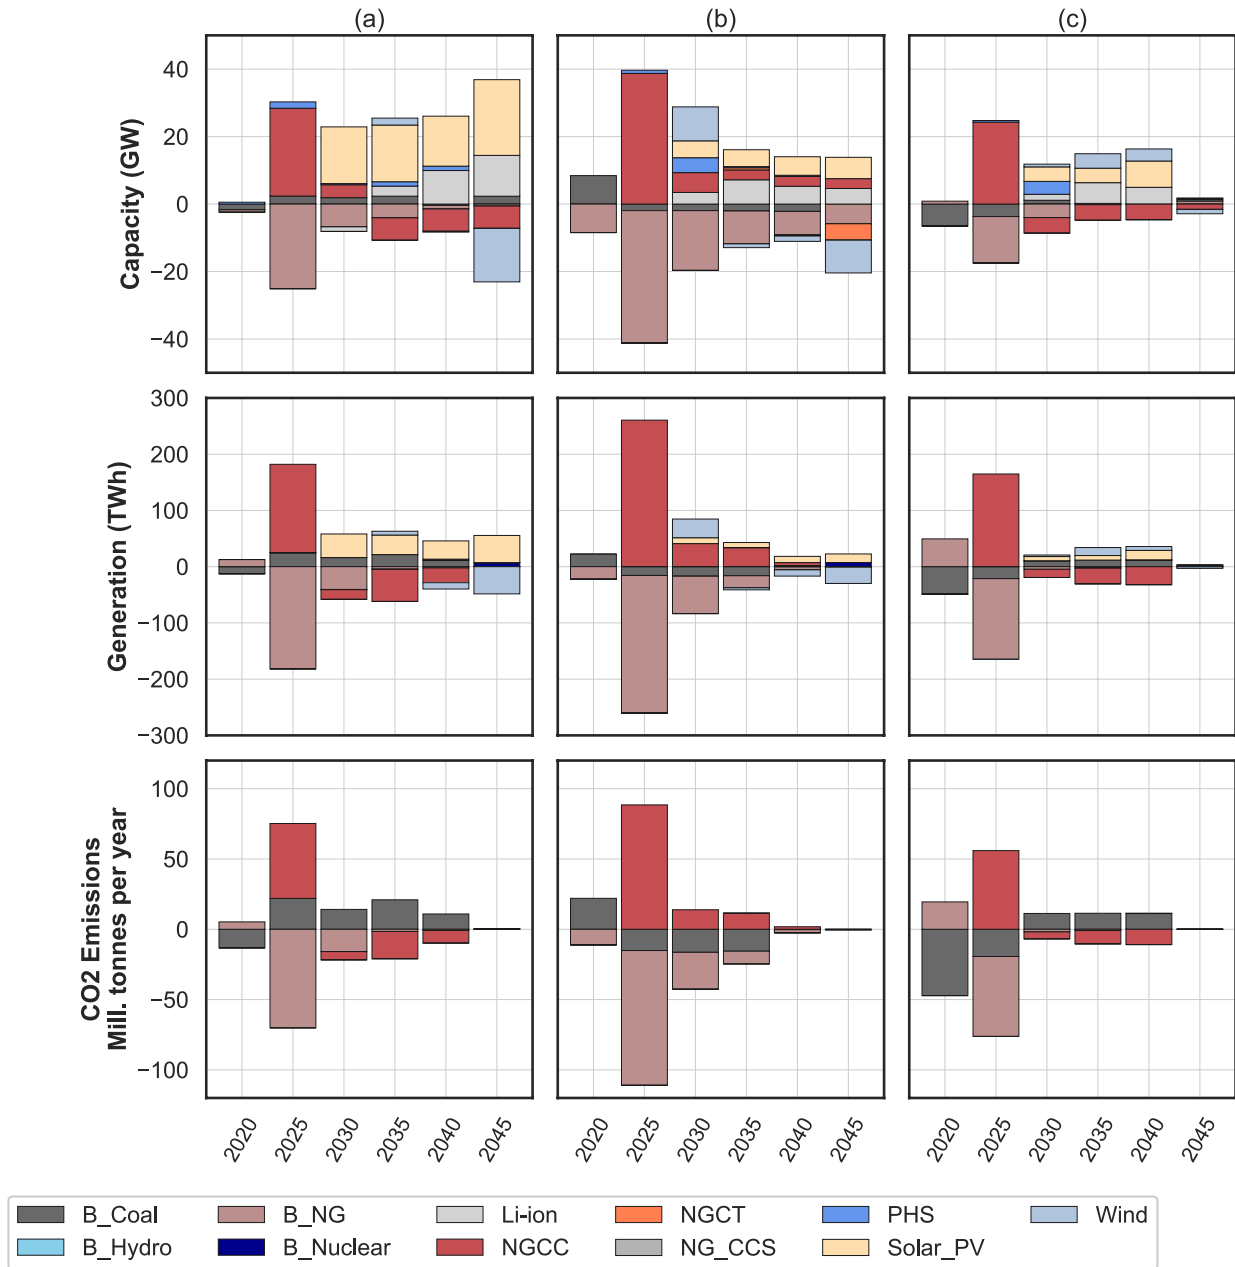 (a) (b) (c)
Capacity (GW)
40
20
0
−20
−40
Generation (TWh)
300
200
100
0
−100
−200
−300
CO2 Emissions
Mill. tonnes per year
100
50
0
−50
−100
2020 2025 2030 2035 2040 2045 2020 2025 2030 2035 2040 2045 2020 2025 2030 2035 2040 2045
B_Coal B_NG Li-ion NGCT PHS Wind
B_Hydro B_Nuclear NGCC NG_CCS Solar_PV